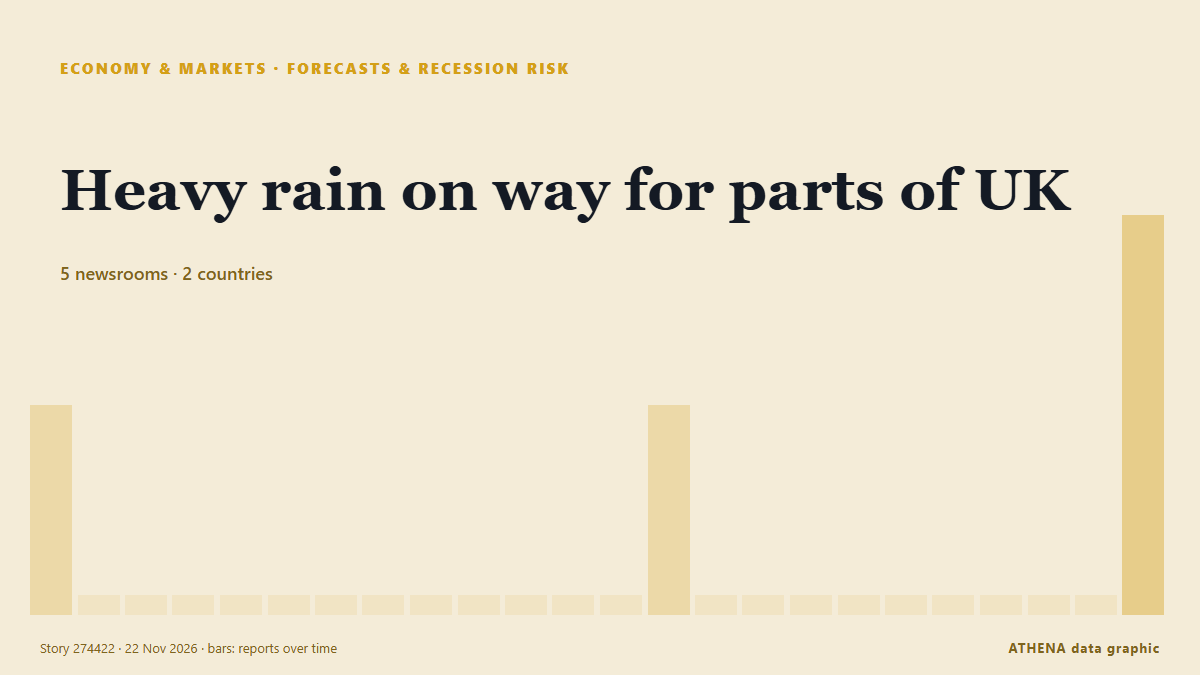 ECONOMY & MARKETS · FORECASTS & RECESSION RISK
Heavy rain on way for parts of UK
5 newsrooms · 2 countries
Story 274422 · 22 Nov 2026 · bars: reports over time
ATHENA data graphic